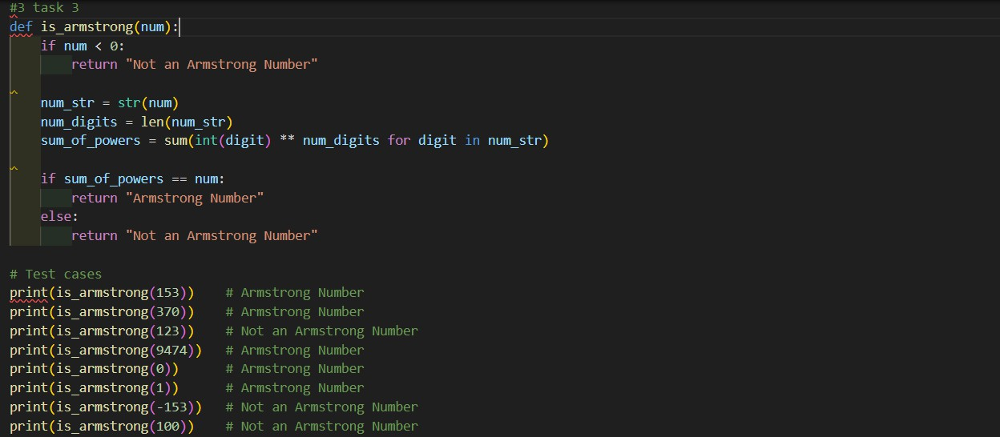 #3 task 3
def is_armstrong(num):
    if num < 0:
        return "Not an Armstrong Number"
    num_str = str(num)
    num_digits = len(num_str)
    sum_of_powers = sum(int(digit) ** num_digits for digit in num_str)
    if sum_of_powers == num:
        return "Armstrong Number"
    else:
        return "Not an Armstrong Number"
# Test cases
print(is_armstrong(153))    # Armstrong Number
print(is_armstrong(370))    # Armstrong Number
print(is_armstrong(123))    # Not an Armstrong Number
print(is_armstrong(9474))   # Armstrong Number
print(is_armstrong(0))      # Armstrong Number
print(is_armstrong(1))      # Armstrong Number
print(is_armstrong(-153))   # Not an Armstrong Number
print(is_armstrong(100))    # Not an Armstrong Number